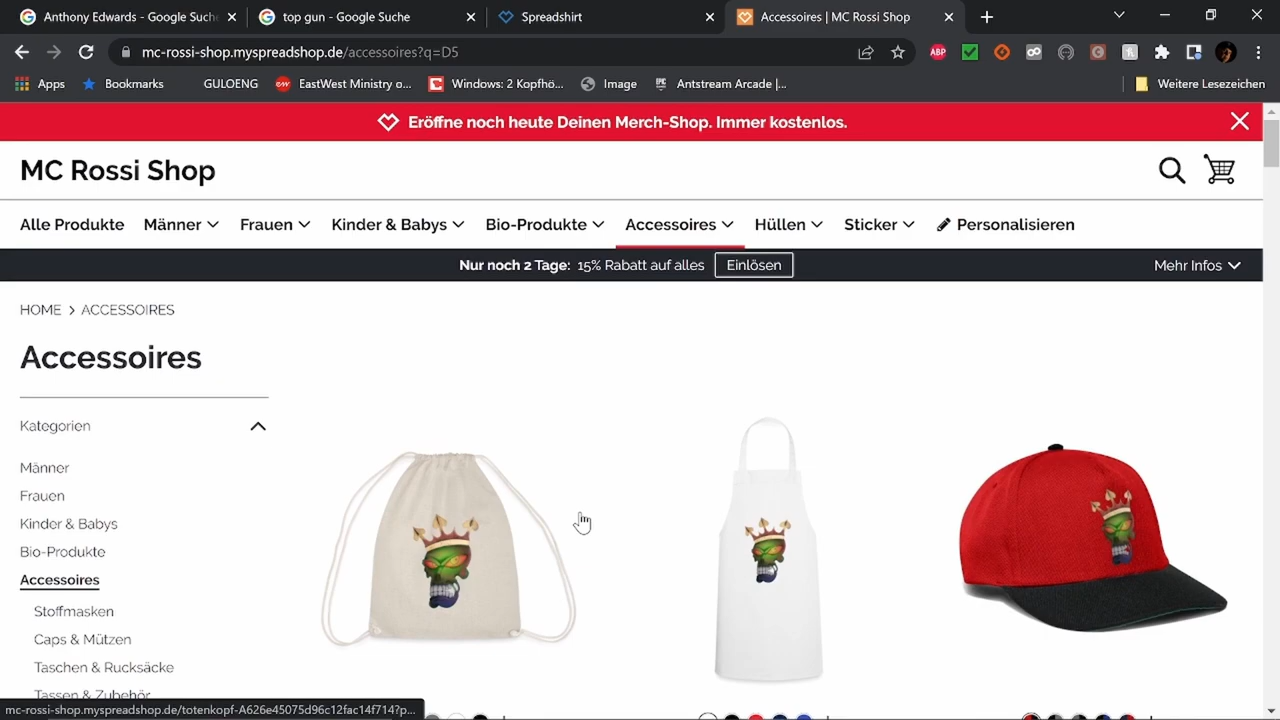 Anthony Edwards - Google Suche
top gun - Google Suche
Spreadshirt
Accessoires | MC Rossi Shop
mc-rossi-shop.myspreadshop.de/accessoires?q=D5
ABP
Apps
Bookmarks
GULOENG
EastWest Ministry o...
Windows: 2 Kopfhö...
Image
Antstream Arcade |...
Weitere Lesezeichen
Eröffne noch heute Deinen Merch-Shop. Immer kostenlos.
MC Rossi Shop
Alle Produkte Männer Frauen Kinder & Babys Bio-Produkte Accessoires Hüllen Sticker Personalisieren
Nur noch 2 Tage: 15% Rabatt auf alles Einlösen Mehr Infos
HOME > ACCESSOIRES
Accessoires
Kategorien
Männer
Frauen
Kinder & Babys
Bio-Produkte
Accessoires
Stoffmasken
Caps & Mützen
Taschen & Rucksäcke
Tassen & Zubehör
mc-rossi-shop.myspreadshop.de/totenkopf-A626e45075d96c12fac14f714?p...